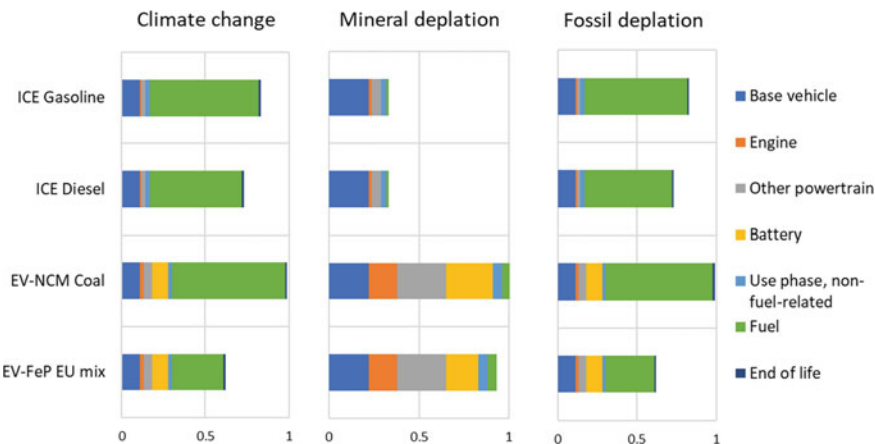 Climate change
Mineral deplation
Fossil deplation
ICE Gasoline
ICE Diesel
EV-NCM Coal
EV-FeP EU mix
0 0.5 1
0 0.5 1
0 0.5 1
Base vehicle
Engine
Other powertrain
Battery
Use phase, non-
fuel-related
Fuel
End of life